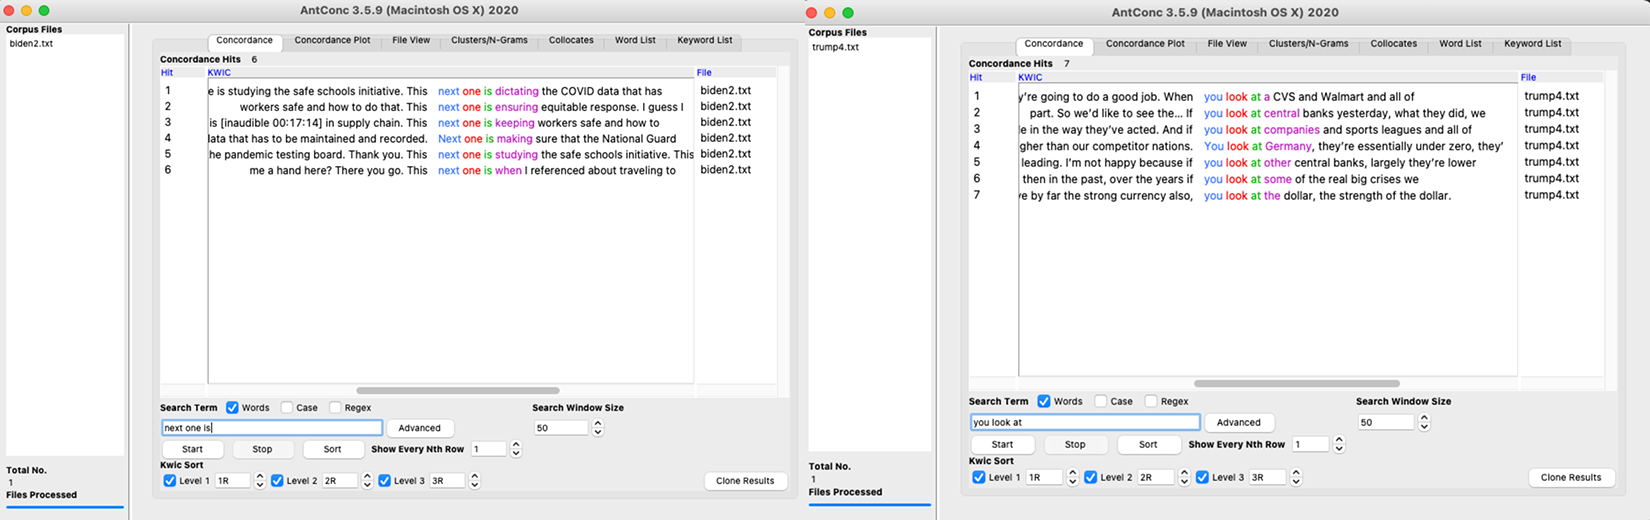 AntConc 3.5.9 (Macintosh OS X) 2020
Corpus Files
biden2.txt
Concordance Concordance Plot File View Clusters/N-Grams Collocates Word List Keyword List
Concordance Hits 6
Hit KWIC File
1 e is studying the safe schools initiative. This next one is dictating the COVID data that has biden2.txt
2 workers safe and how to do that. This next one is ensuring equitable response. I guess I biden2.txt
3 is [inaudible 00:17:14] in supply chain. This next one is keeping workers safe and how to biden2.txt
4 data that has to be maintained and recorded. Next one is making sure that the National Guard biden2.txt
5 he pandemic testing board. Thank you. This next one is studying the safe schools initiative. This biden2.txt
6 me a hand here? There you go. This next one is when I referenced about traveling to biden2.txt
Search Term Words Case Regex Search Window Size
next one is Advanced 50
Start Stop Sort Show Every Nth Row 1
Kwic Sort
Level 1 1R Level 2 2R Level 3 3R Clone Results
Total No.
1
Files Processed
AntConc 3.5.9 (Macintosh OS X) 2020
Corpus Files
trump4.txt
Concordance Concordance Plot File View Clusters/N-Grams Collocates Word List Keyword List
Concordance Hits 7
Hit KWIC File
1 y're going to do a good job. When you look at a CVS and Walmart and all of trump4.txt
2 part. So we'd like to see the... If you look at central banks yesterday, what they did, we trump4.txt
3 e in the way they've acted. And if you look at companies and sports leagues and all of trump4.txt
4 gher than our competitor nations. You look at Germany, they're essentially under zero, they' trump4.txt
5 leading. I'm not happy because if you look at other central banks, largely they're lower trump4.txt
6 then in the past, over the years if you look at some of the real big crises we trump4.txt
7 e by far the strong currency also, you look at the dollar, the strength of the dollar. trump4.txt
Search Term Words Case Regex Search Window Size
you look at Advanced 50
Start Stop Sort Show Every Nth Row 1
Kwic Sort
Level 1 1R Level 2 2R Level 3 3R Clone Results
Total No.
1
Files Processed